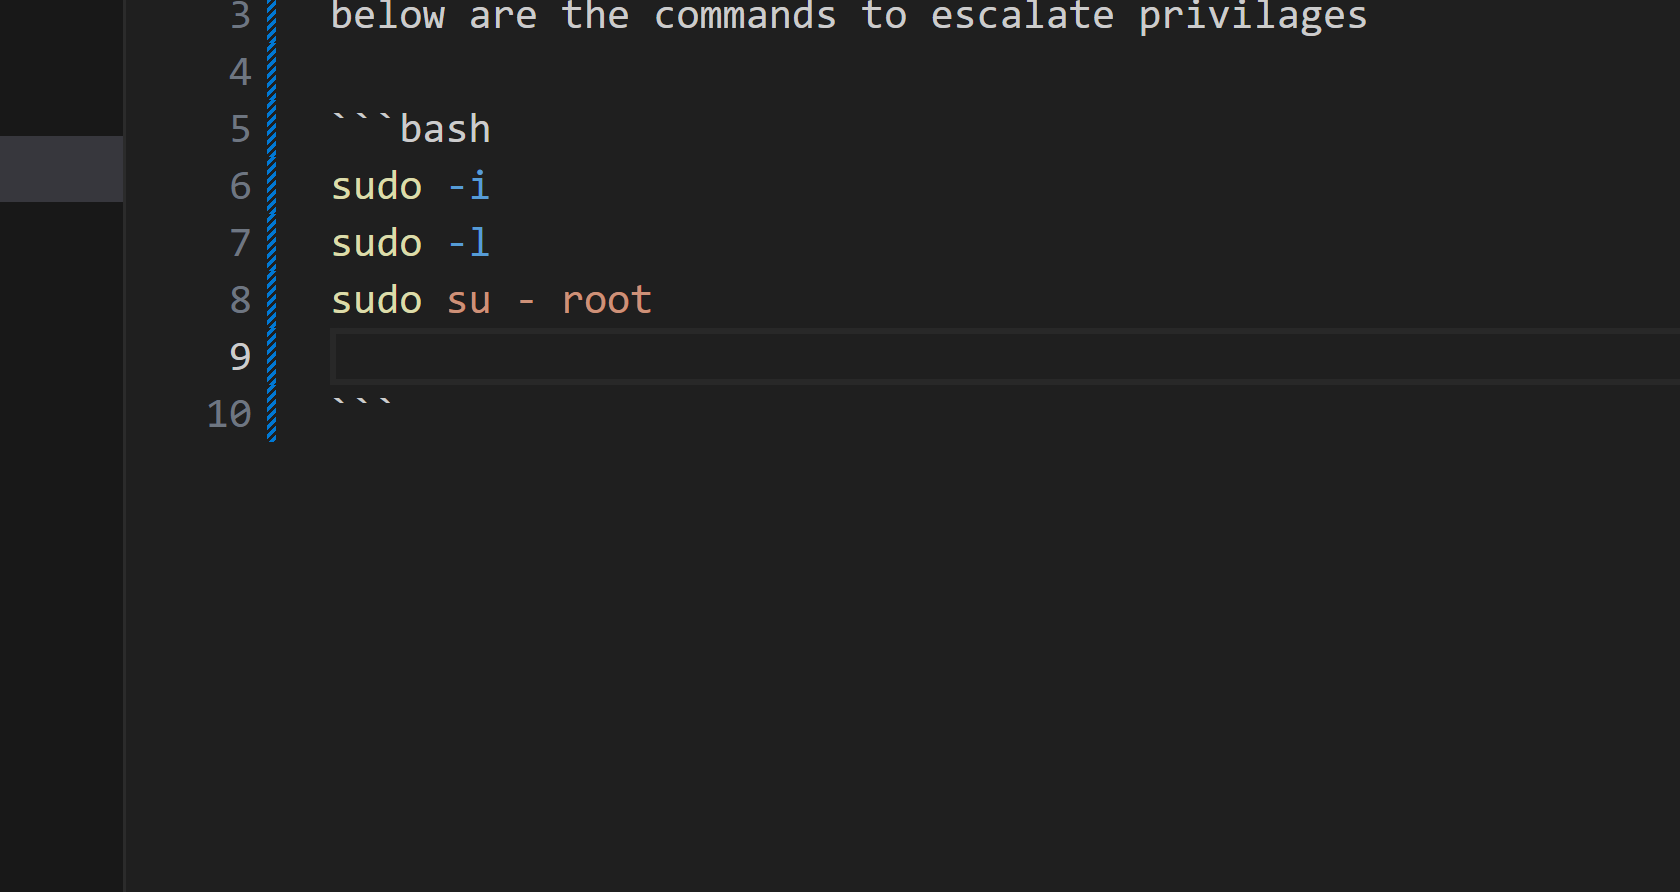 3 below are the commands to escalate privilages
4
5 ```bash
6 sudo -i
7 sudo -l
8 sudo su - root
9
10 ```